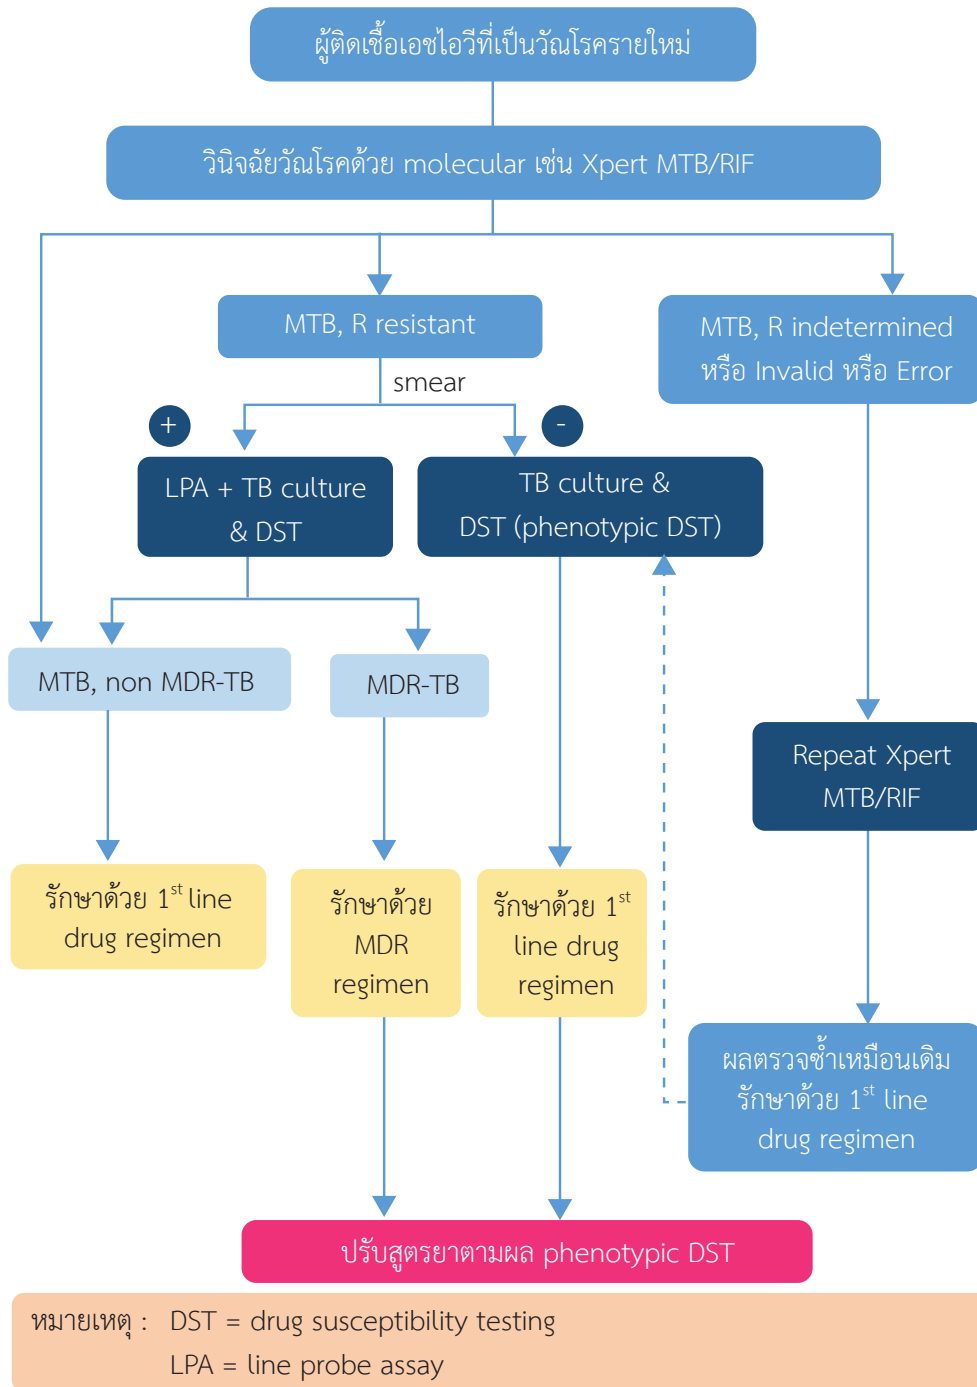 ผู้ติดเชื้อเอชไอวีที่เป็นวัณโรครายใหม่
วินิจฉัยวัณโรคด้วย molecular เช่น Xpert MTB/RIF
MTB, R resistant
MTB, R indetermined
หรือ Invalid หรือ Error
smear
+
-
LPA + TB culture
& DST
TB culture &
DST (phenotypic DST)
MTB, non MDR-TB
MDR-TB
Repeat Xpert
MTB/RIF
รักษาด้วย 1st line
drug regimen
รักษาด้วย
MDR
regimen
รักษาด้วย 1st
line drug
regimen
ผลตรวจซ้ำเหมือนเดิม
รักษาด้วย 1st line
drug regimen
ปรับสูตรยาตามผล phenotypic DST
หมายเหตุ : DST = drug susceptibility testing
LPA = line probe assay